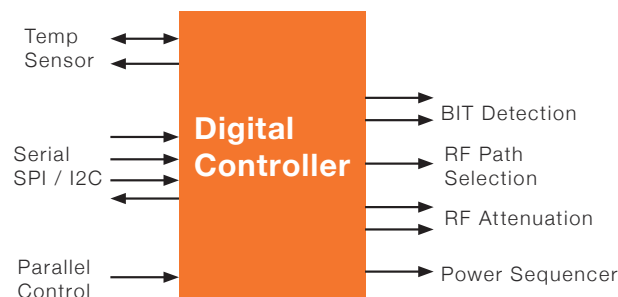 Temp
Sensor
Serial
SPI / I2C
Parallel
Control
Digital
Controller
BIT Detection
RF Path
Selection
RF Attenuation
Power Sequencer